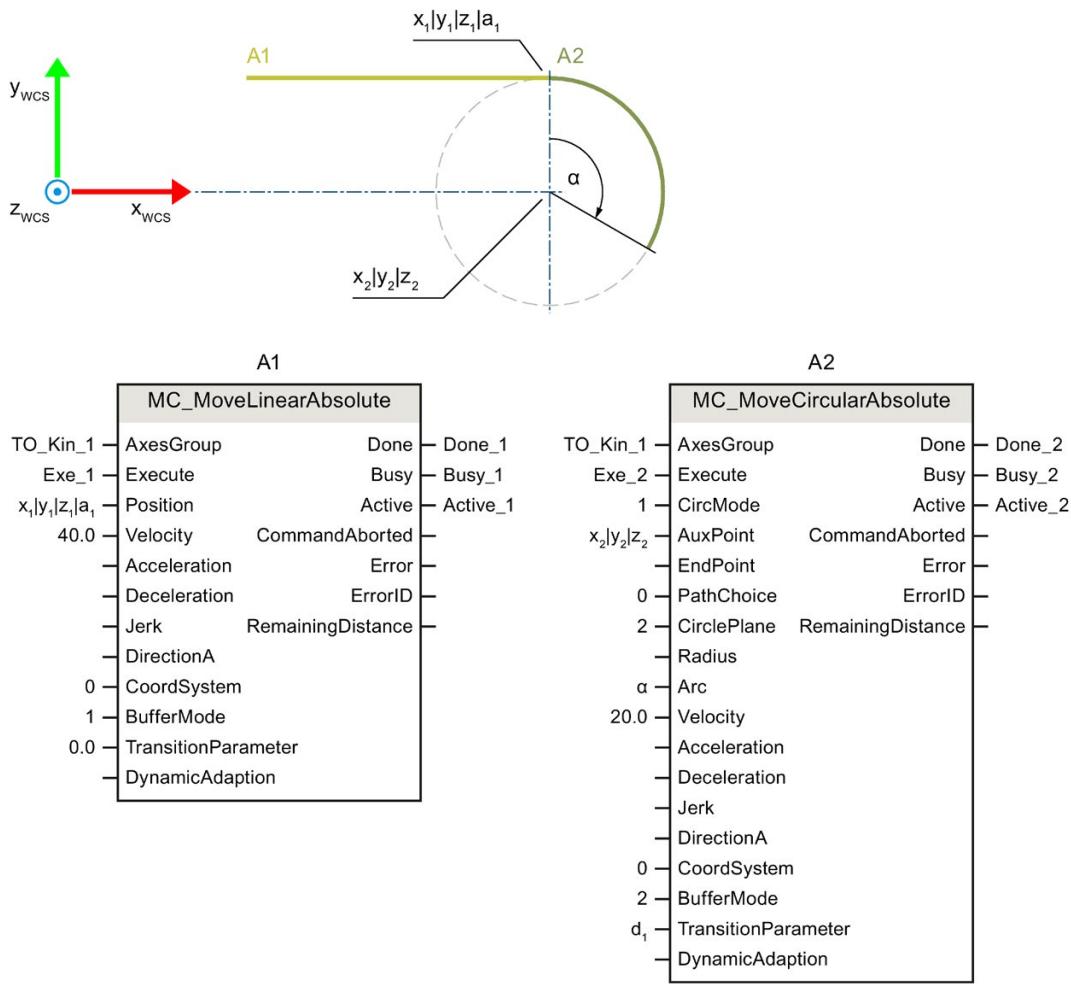 x₁|y₁|z₁|a₁
A1 A2
yWCS
α
zWCS xWCS
x₂|y₂|z₂
A1
MC_MoveLinearAbsolute
TO_Kin_1 AxesGroup Done Done_1
Exe_1 Execute Busy Busy_1
x₁|y₁|z₁|a₁ Position Active Active_1
40.0 Velocity CommandAborted
Acceleration Error
Deceleration ErrorID
Jerk RemainingDistance
DirectionA
0 CoordSystem
1 BufferMode
0.0 TransitionParameter
DynamicAdaption
A2
MC_MoveCircularAbsolute
TO_Kin_1 AxesGroup Done Done_2
Exe_2 Execute Busy Busy_2
1 CircMode Active Active_2
x₂|y₂|z₂ AuxPoint CommandAborted
EndPoint Error
0 PathChoice ErrorID
2 CirclePlane RemainingDistance
Radius
α Arc
20.0 Velocity
Acceleration
Deceleration
Jerk
DirectionA
0 CoordSystem
2 BufferMode
d₁ TransitionParameter
DynamicAdaption